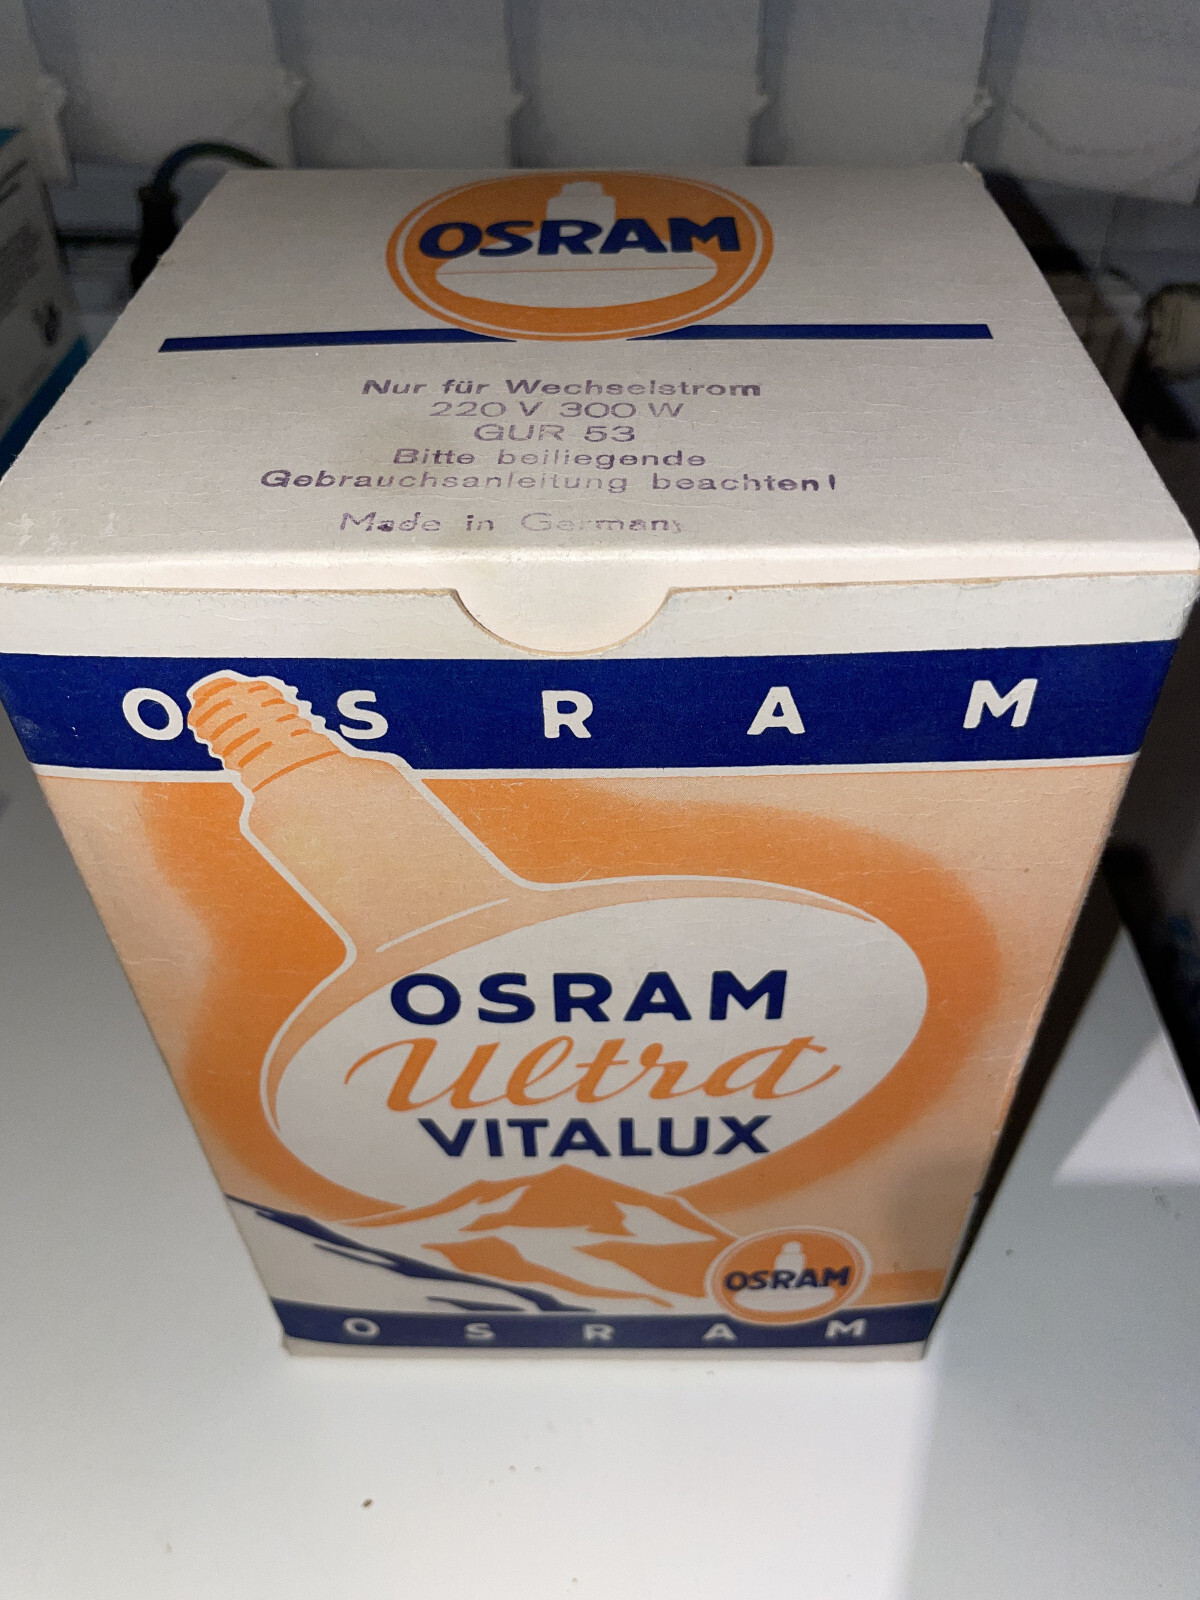 OSRAM
Nur für Wechselstrom
220 V 300 W
GUR 53
Bitte beiliegende
Gebrauchsanleitung beachten!
Made in Germany
OSRAM
OSRAM
Ultra
VITALUX
OSRAM
OSRAM